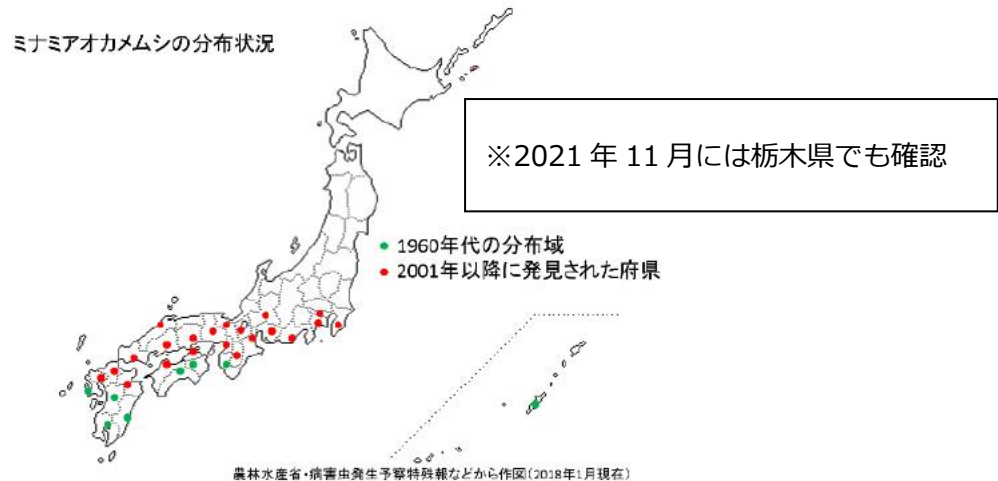 ミナミアオカメムシの分布状況
※2021 年 11 月には栃木県でも確認
1960年代の分布域
2001年以降に発見された府県
農林水産省・病害虫発生予察特殊報などから作図(2018年1月現在)